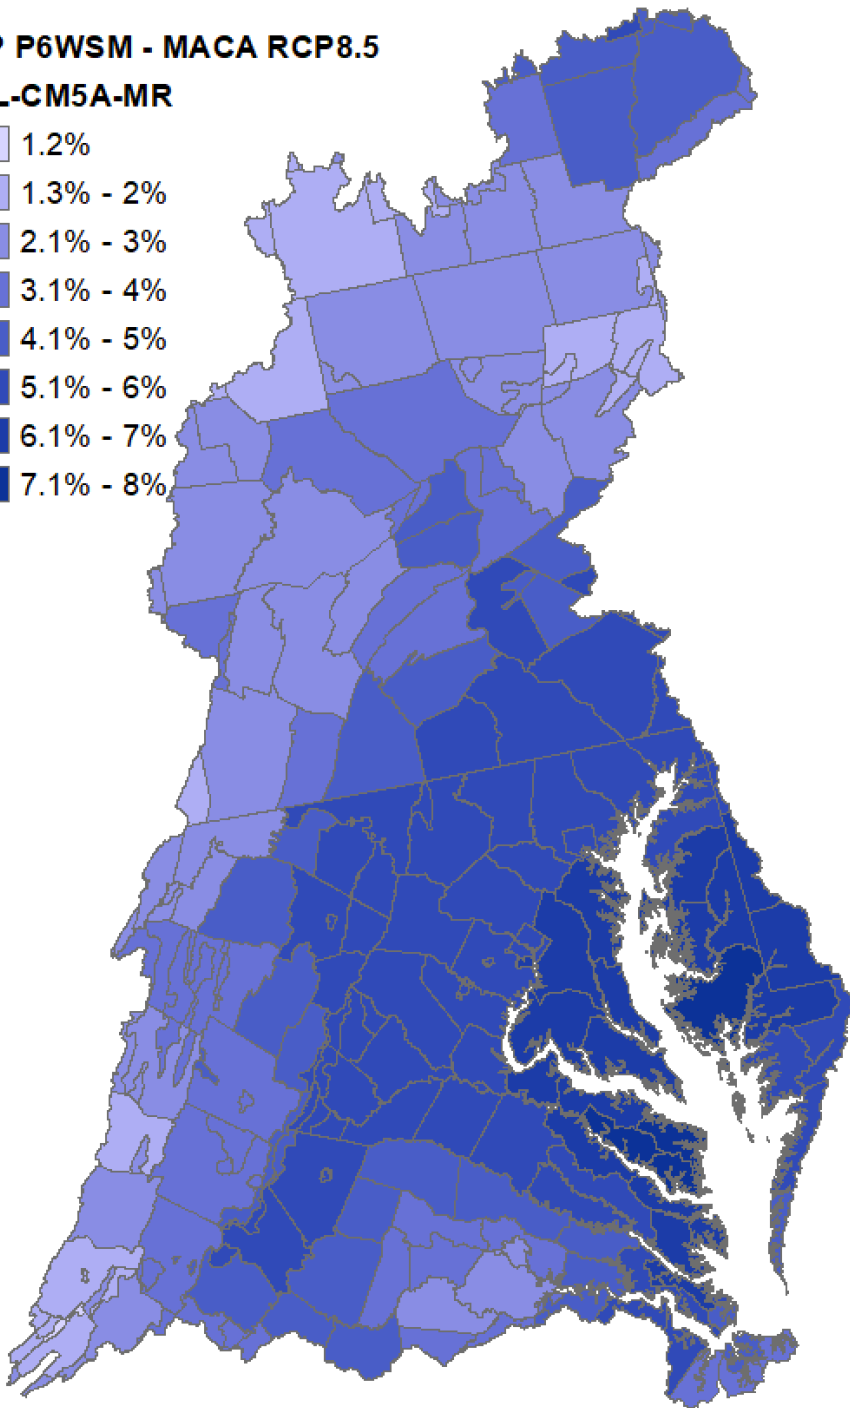 P6WSM - MACA RCP8.5
L-CM5A-MR
1.2%
1.3% - 2%
2.1% - 3%
3.1% - 4%
4.1% - 5%
5.1% - 6%
6.1% - 7%
7.1% - 8%